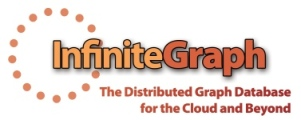 InfiniteGraph
The Distributed Graph Database
for the Cloud and Beyond